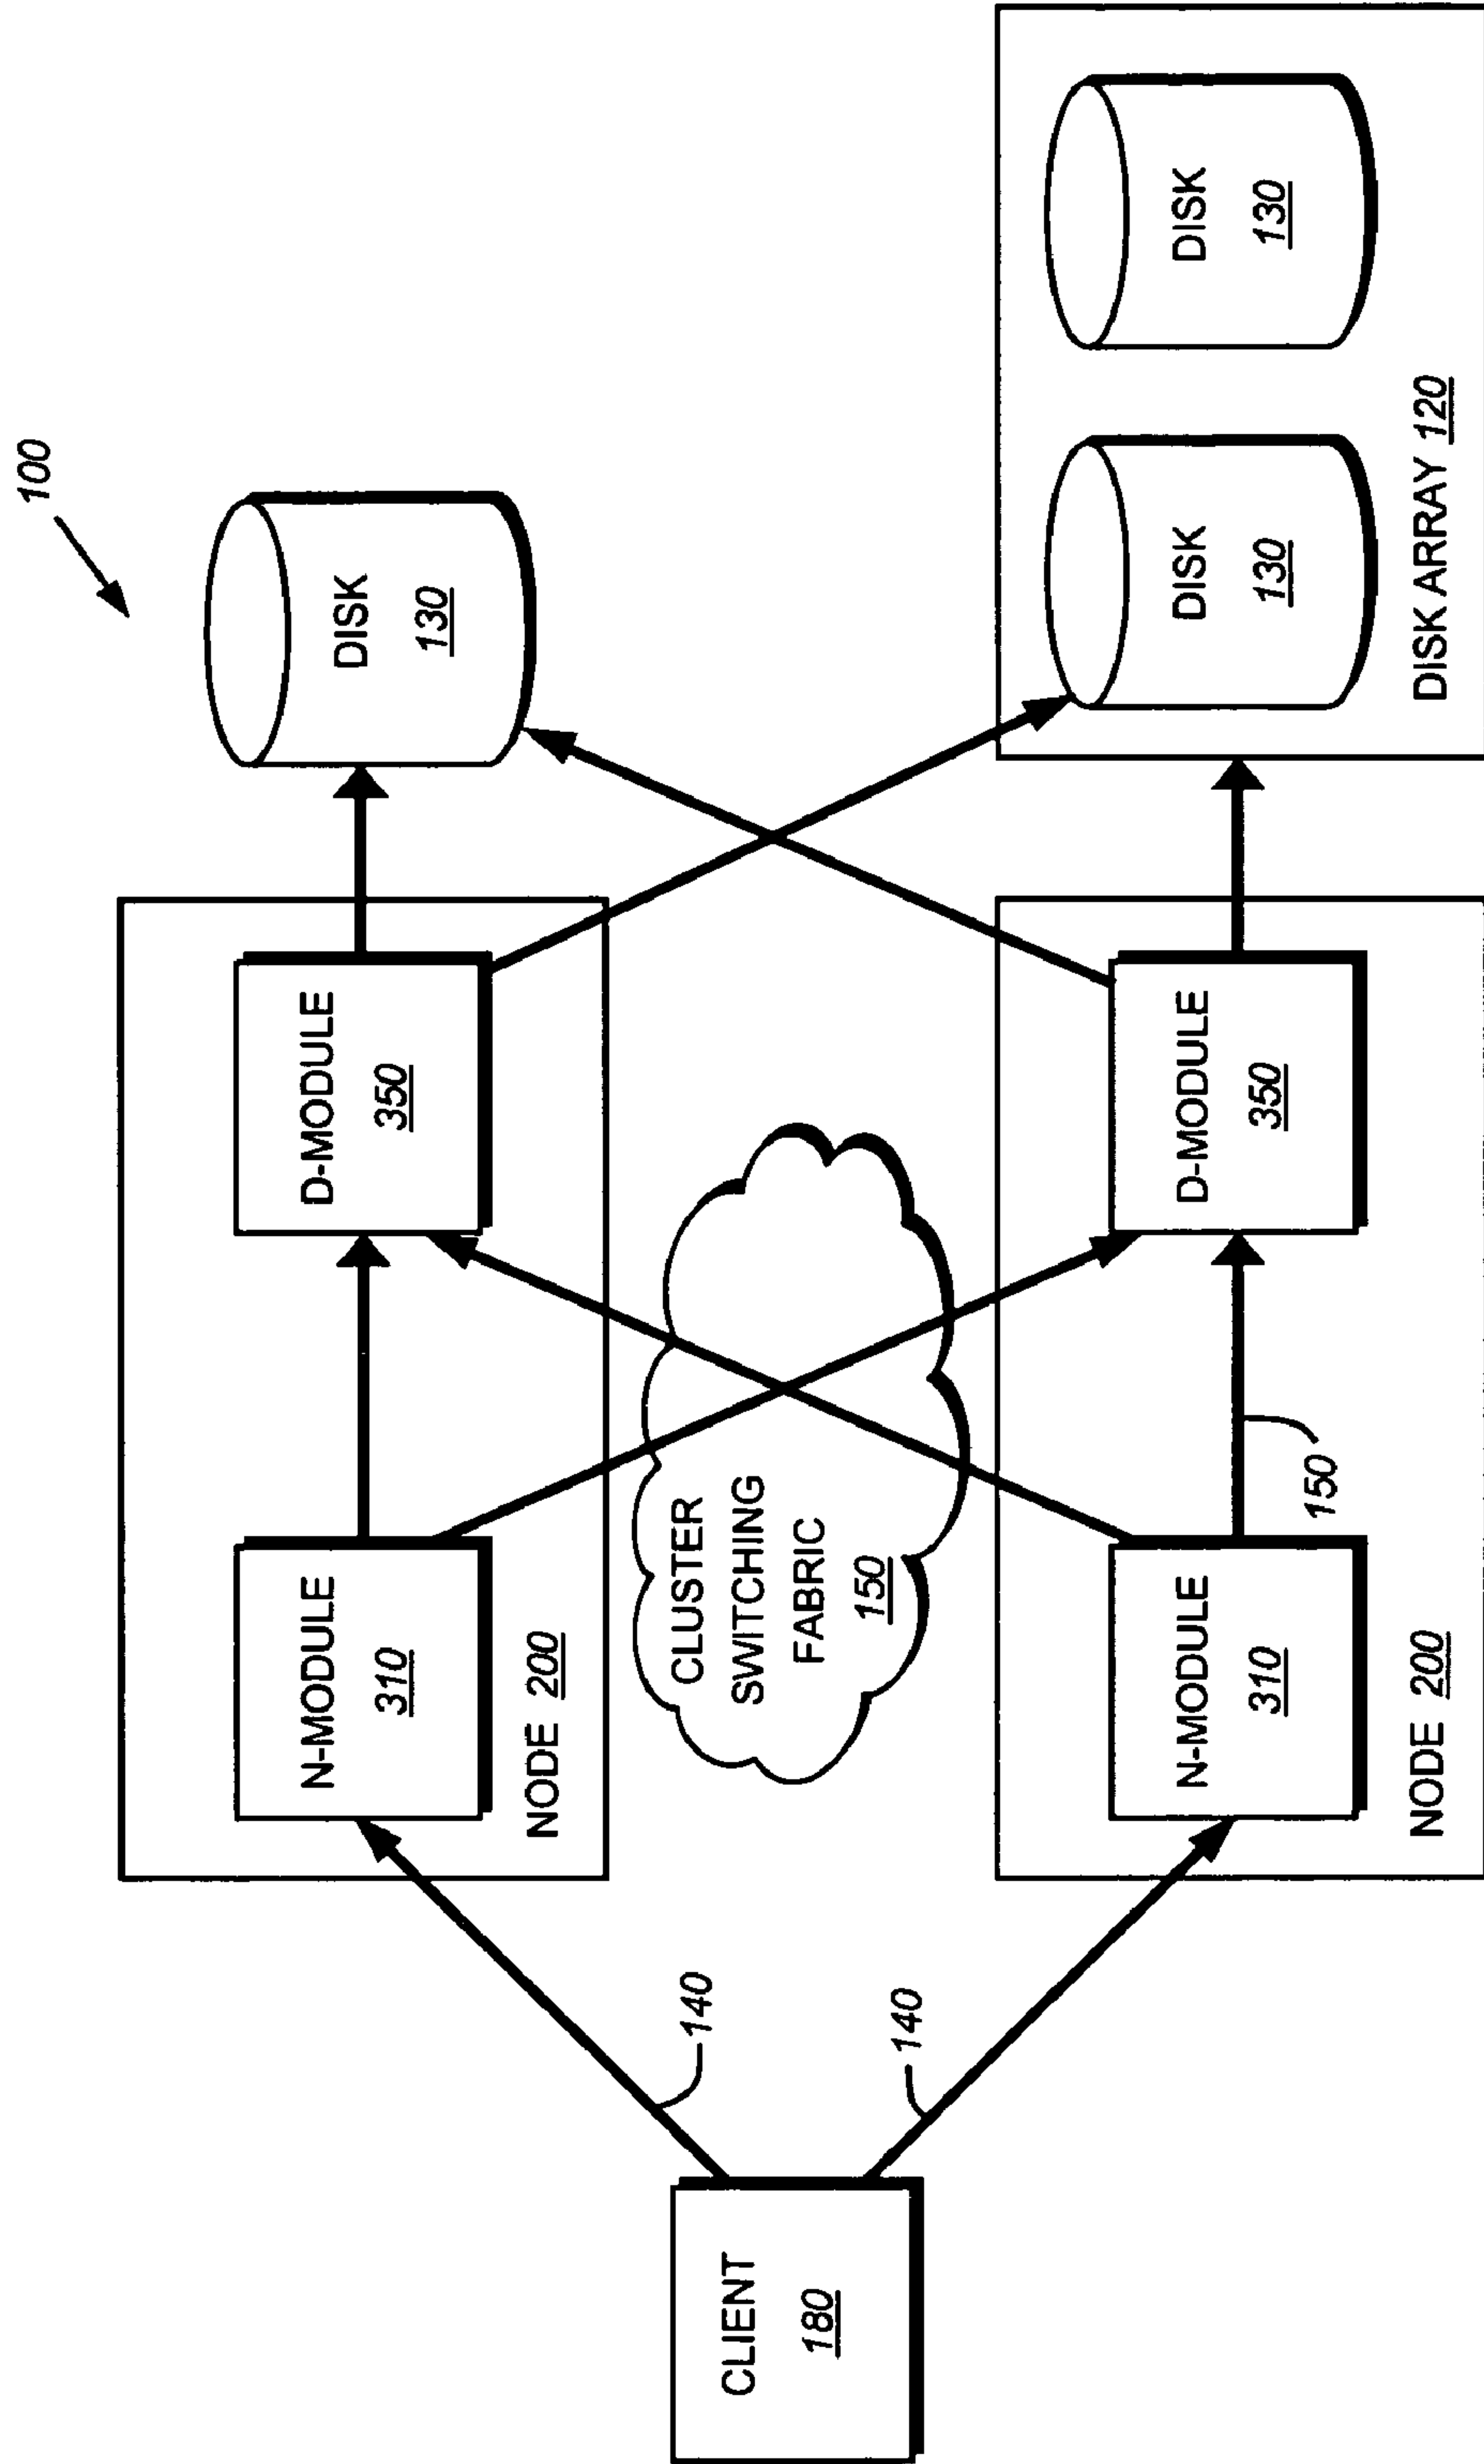 100
NODE 200
N-MODULE
310
D-MODULE
350
DISK
130
CLIENT
180
140
140
CLUSTER
SWITCHING
FABRIC
150
NODE 200
N-MODULE
310
150
D-MODULE
350
DISK
130
DISK
130
DISK ARRAY 120